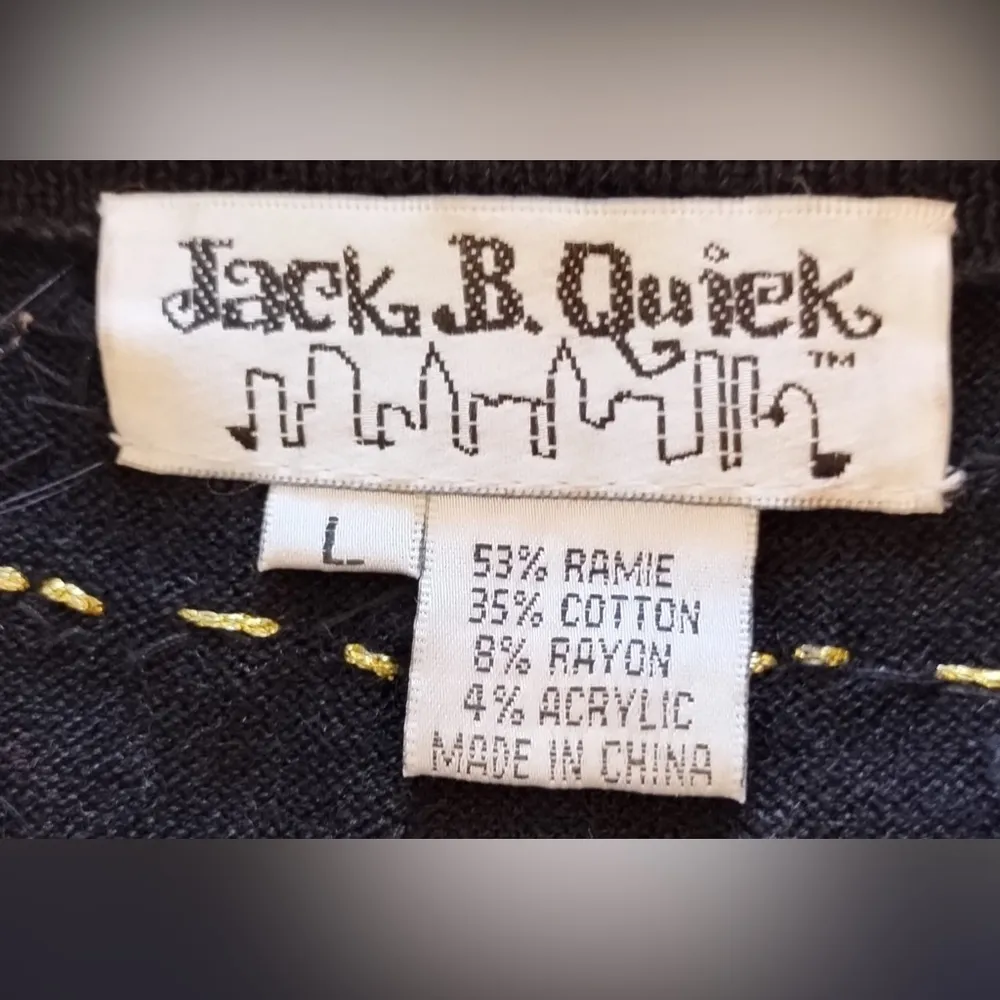 Jack B. Quick
TM
L
53% RAMIE
35% COTTON
8% RAYON
4% ACRYLIC
MADE IN CHINA